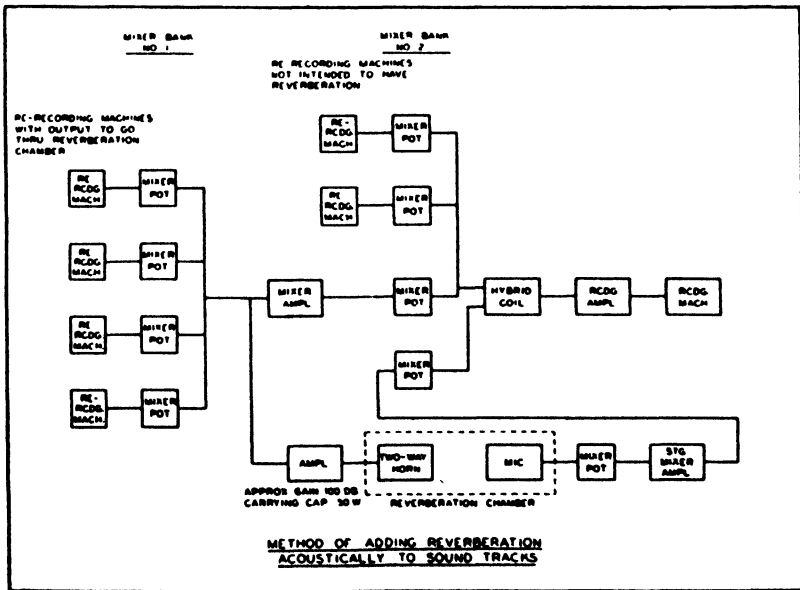 MIXER BANK
NO 1
MIXER BANK
NO 2
RE RECORDING MACHINES
NOT INTENDED TO HAVE
REVERBERATION
RE-RECORDING MACHINES
WITH OUTPUT TO GO
THRU REVERBERATION
CHAMBER
RE-
RCDG
MACH
MIXER
POT
RE
RCDG
MACH
MIXER
POT
RE
RCDG.
MACH
MIXER
POT
RE
RCDG
MACH
MIXER
POT
MIXER
AMPL
MIXER
POT
HYBRID
COIL
RCDG
AMPL
RCDG
MACH
RE
RCDG
MACH.
MIXER
POT
MIXER
POT
RE-
RCDG.
MACH.
MIXER
POT
AMPL
TWO-WAY
HORN
MIC
MIXER
POT
STG
MIXER
AMPL
APPROX GAIN 100 DB
CARRYING CAP 50 W
REVERBERATION CHAMBER
METHOD OF ADDING REVERBERATION
ACOUSTICALLY TO SOUND TRACKS